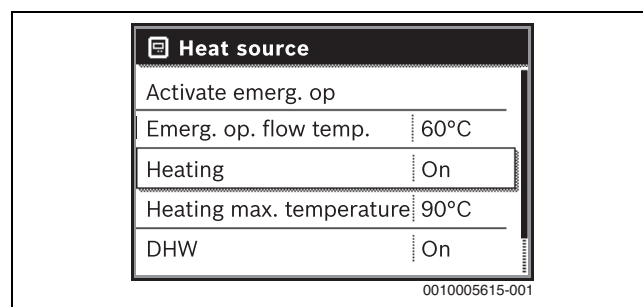 Heat source
Activate emerg. op
Emerg. op. flow temp. 60°C
Heating On
Heating max. temperature 90°C
DHW On
0010005615-001